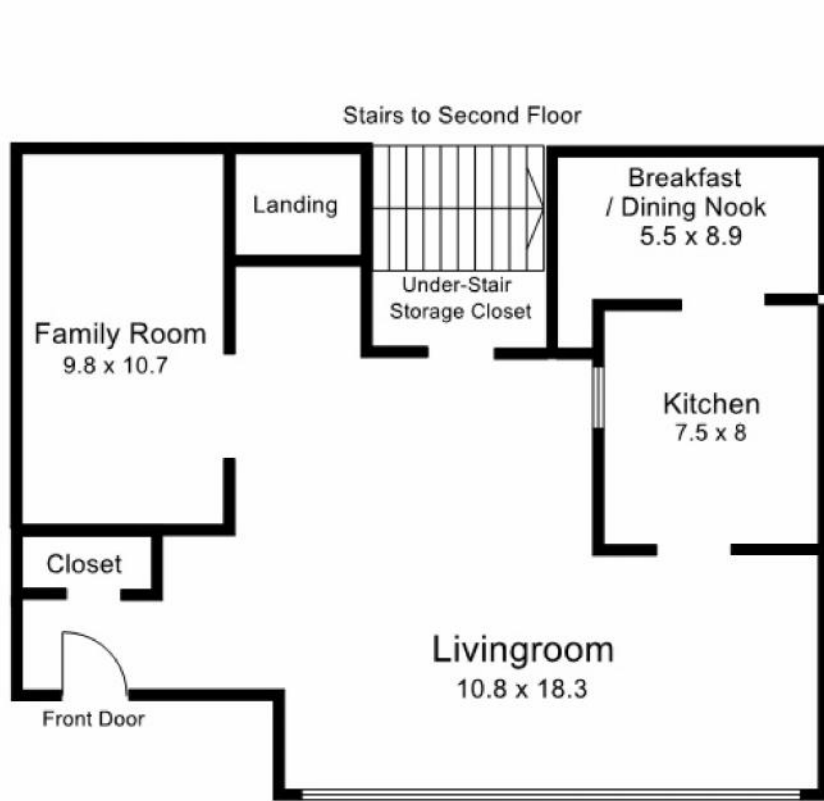 Stairs to Second Floor
Landing
Breakfast
/ Dining Nook
5.5 x 8.9
Under-Stair
Storage Closet
Family Room
9.8 x 10.7
Kitchen
7.5 x 8
Closet
Livingroom
10.8 x 18.3
Front Door